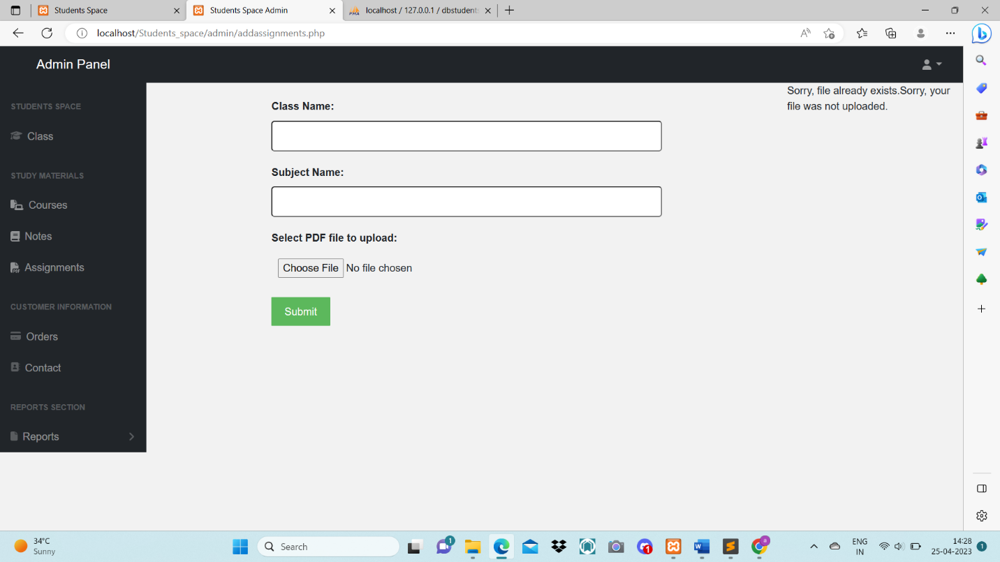 Students Space
Students Space Admin
localhost / 127.0.0.1 / dbstudent
localhost/Students_space/admin/addassignments.php
Admin Panel
Sorry, file already exists.Sorry, your
file was not uploaded.
STUDENTS SPACE
Class
STUDY MATERIALS
Courses
Notes
Assignments
CUSTOMER INFORMATION
Orders
Contact
REPORTS SECTION
Reports
Class Name:
Subject Name:
Select PDF file to upload:
Choose File No file chosen
Submit
34°C
Sunny
Search
1
1
a
ENG
IN
14:28
25-04-2023
1